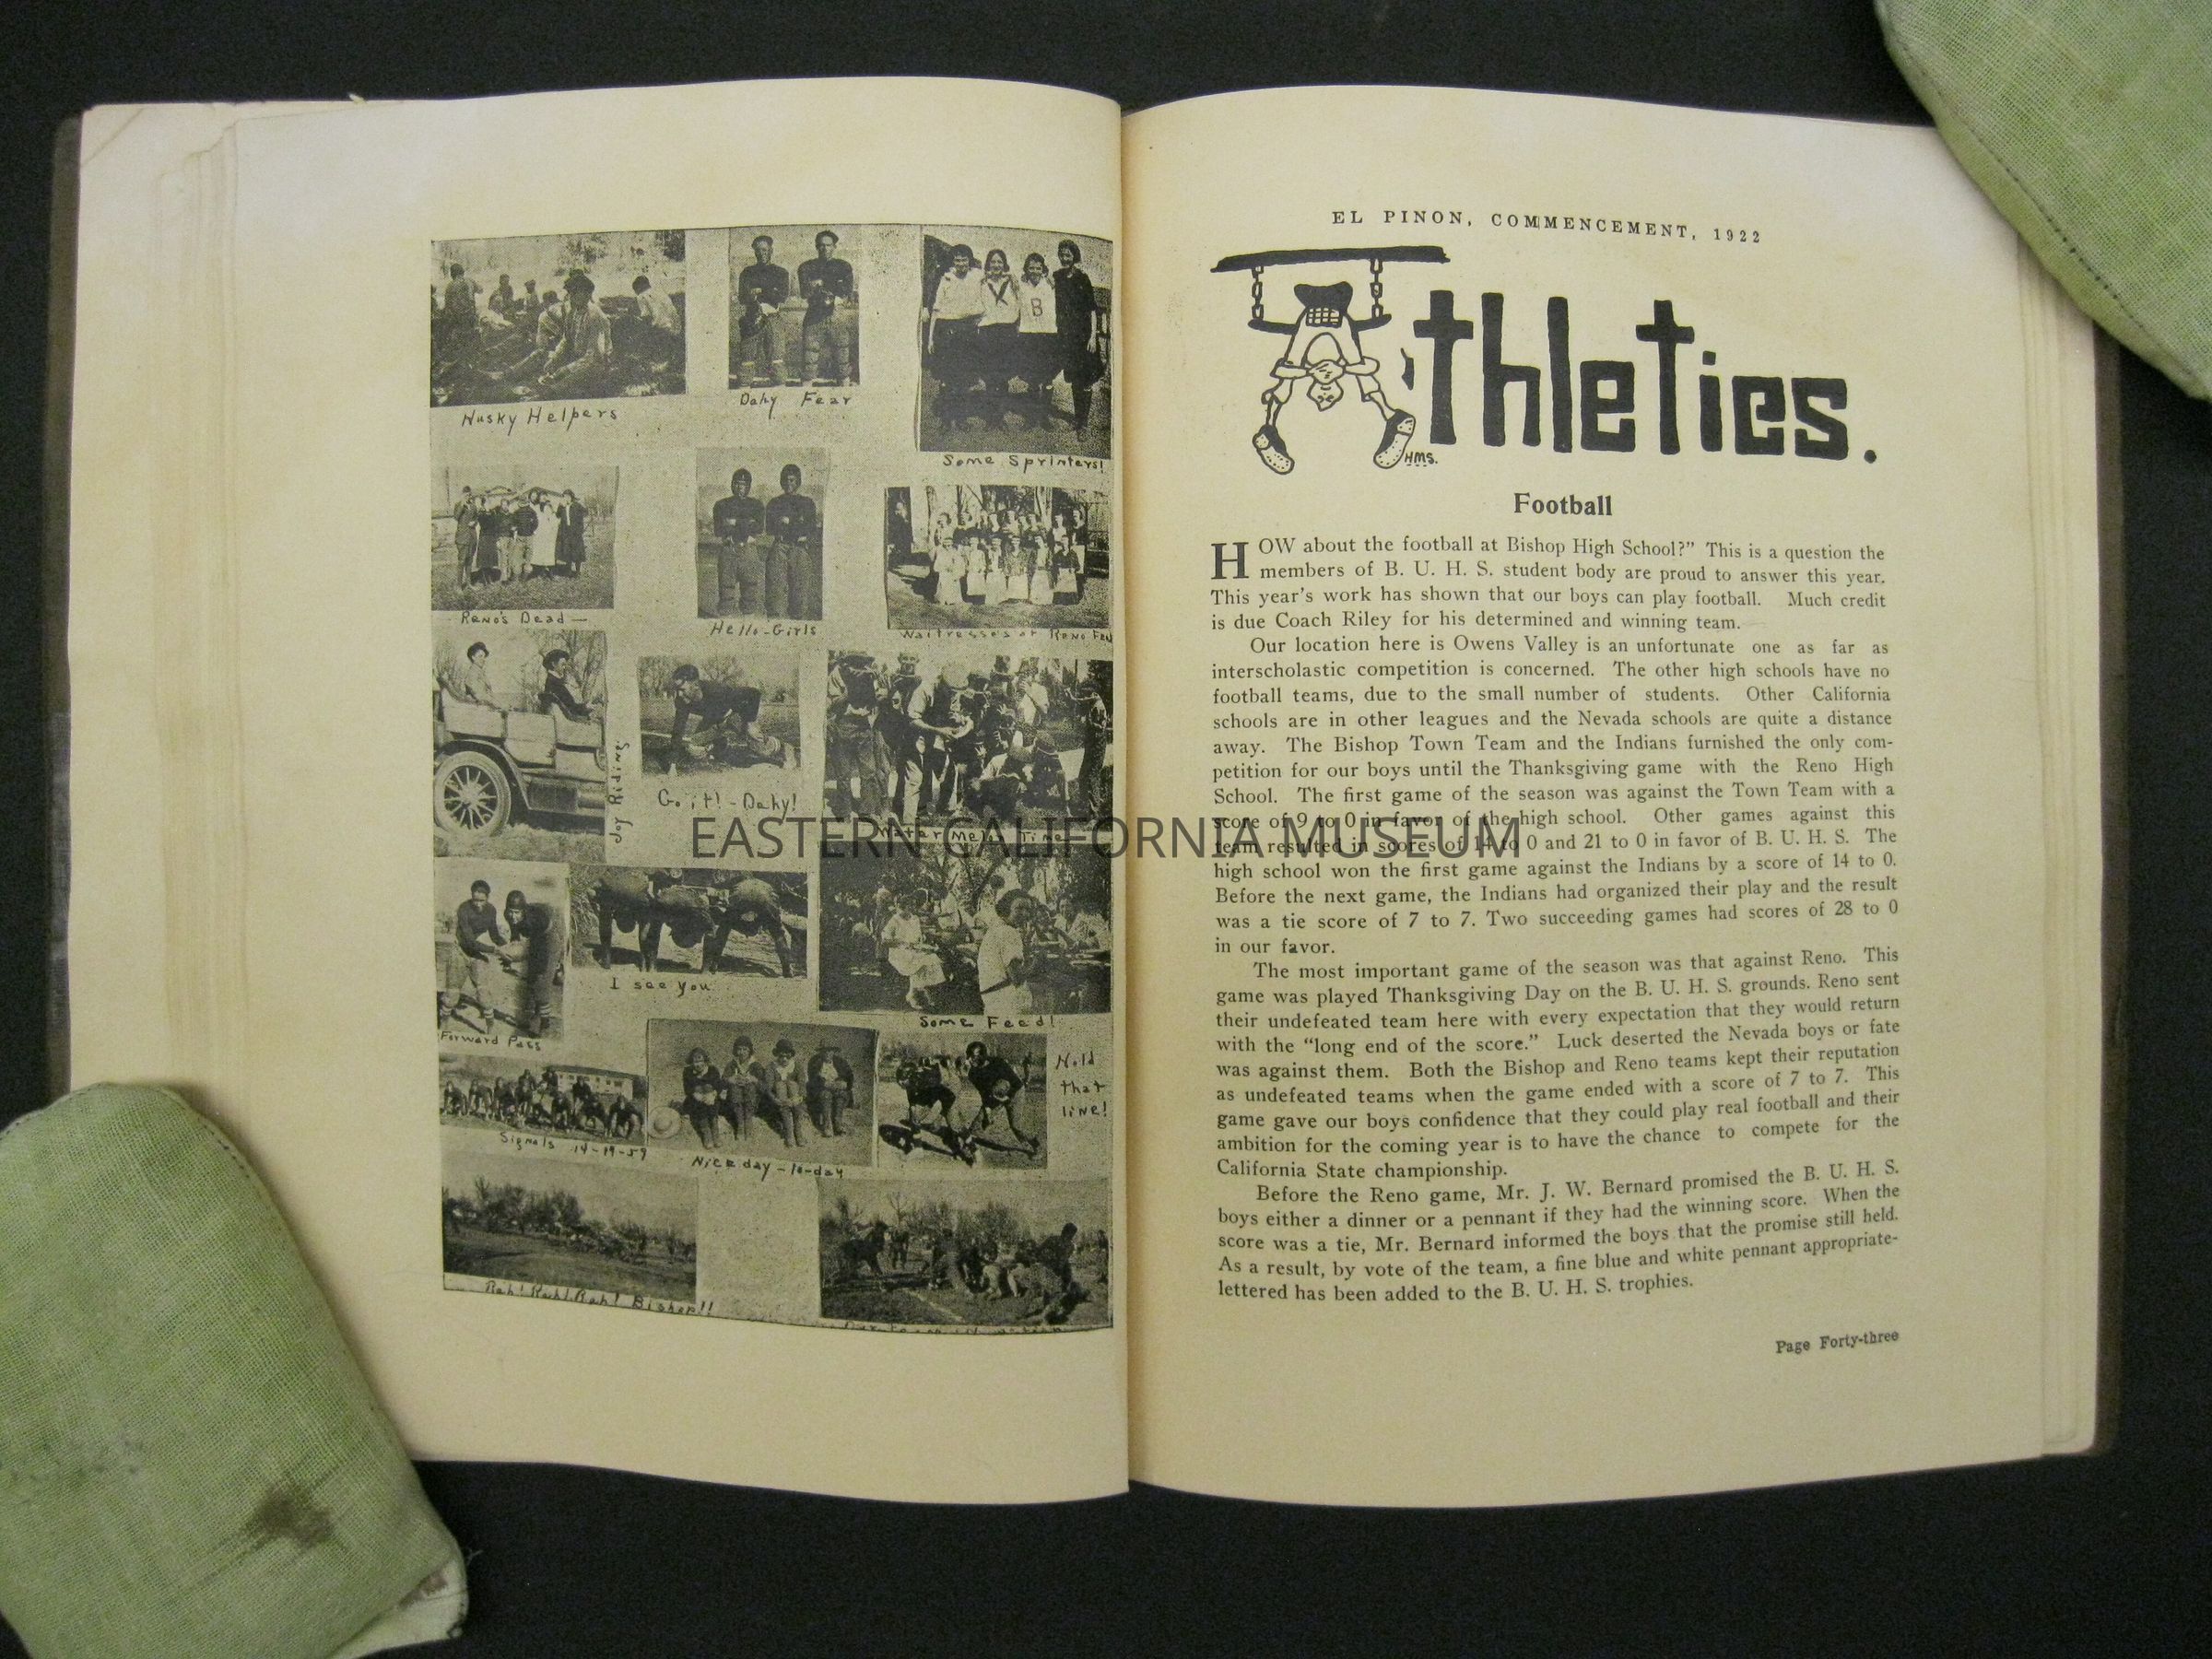 Husky Helpers
Dahy Fear
Some Sprinters!
Reno's Dead—
Hello-Girls
Waitresses at Reno Feed
Joy Riding
Go it! - Dahy!
Water Melon Time
Forward Pass
I see you
Some Feed!
Signals 14-19-59
Nice day - to-day
Hold
that
line!
Rah! Rah! Rah! Bishop!!
EL PINON, COMMENCEMENT, 1922
Athletics.
HMS.
Football
HOW about the football at Bishop High School?" This is a question the
members of B. U. H. S. student body are proud to answer this year.
This year's work has shown that our boys can play football. Much credit
is due Coach Riley for his determined and winning team.
Our location here is Owens Valley is an unfortunate one as far as
interscholastic competition is concerned. The other high schools have no
football teams, due to the small number of students. Other California
schools are in other leagues and the Nevada schools are quite a distance
away. The Bishop Town Team and the Indians furnished the only com-
petition for our boys until the Thanksgiving game with the Reno High
School. The first game of the season was against the Town Team with a
score of 9 to 0 in favor of the high school. Other games against this
team resulted in scores of 14 to 0 and 21 to 0 in favor of B. U. H. S. The
high school won the first game against the Indians by a score of 14 to 0.
Before the next game, the Indians had organized their play and the result
was a tie score of 7 to 7. Two succeeding games had scores of 28 to 0
in our favor.
The most important game of the season was that against Reno. This
game was played Thanksgiving Day on the B. U. H. S. grounds. Reno sent
their undefeated team here with every expectation that they would return
with the "long end of the score." Luck deserted the Nevada boys or fate
was against them. Both the Bishop and Reno teams kept their reputation
as undefeated teams when the game ended with a score of 7 to 7. This
game gave our boys confidence that they could play real football and their
ambition for the coming year is to have the chance to compete for the
California State championship.
Before the Reno game, Mr. J. W. Bernard promised the B. U. H. S.
boys either a dinner or a pennant if they had the winning score. When the
score was a tie, Mr. Bernard informed the boys that the promise still held.
As a result, by vote of the team, a fine blue and white pennant appropriate-
lettered has been added to the B. U. H. S. trophies.
Page Forty-three
EASTERN CALIFORNIA MUSEUM